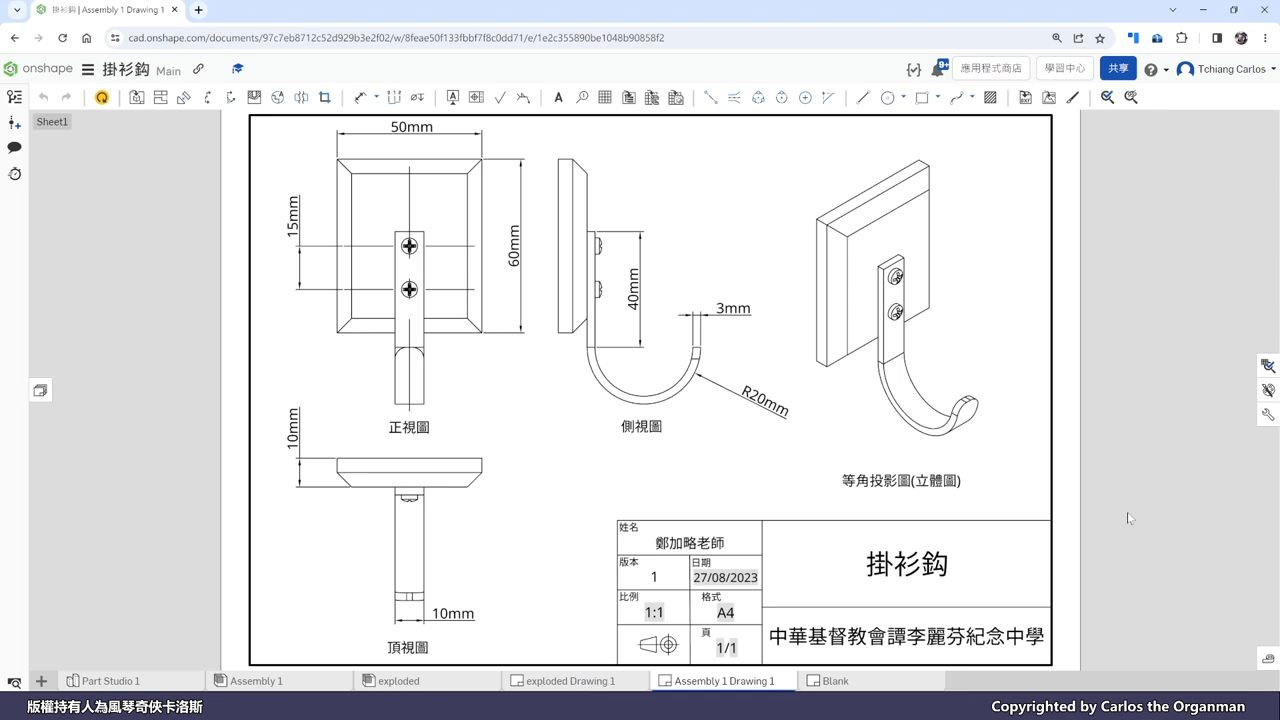 掛衫鈎 | Assembly 1 Drawing 1
cad.onshape.com/documents/97c7eb8712c52d929b3e2f02/w/8feae50f133fbbf7f8c0dd71/e/1e2c355890be1048b90858f2
onshape 掛衫鈎 Main
9+ 應用程式商店 學習中心 共享 Tchiang Carlos
Sheet1
50mm
15mm
60mm
40mm
3mm
R20mm
正視圖
側視圖
10mm
等角投影圖(立體圖)
10mm
頂視圖
姓名
鄭加略老師
版本
1
日期
27/08/2023
比例
1:1
格式
A4
頁
1/1
掛衫鈎
中華基督教會譚李麗芬紀念中學
Part Studio 1
Assembly 1
exploded
exploded Drawing 1
Assembly 1 Drawing 1
Blank
版權持有人為風琴奇俠卡洛斯
Copyrighted by Carlos the Organman